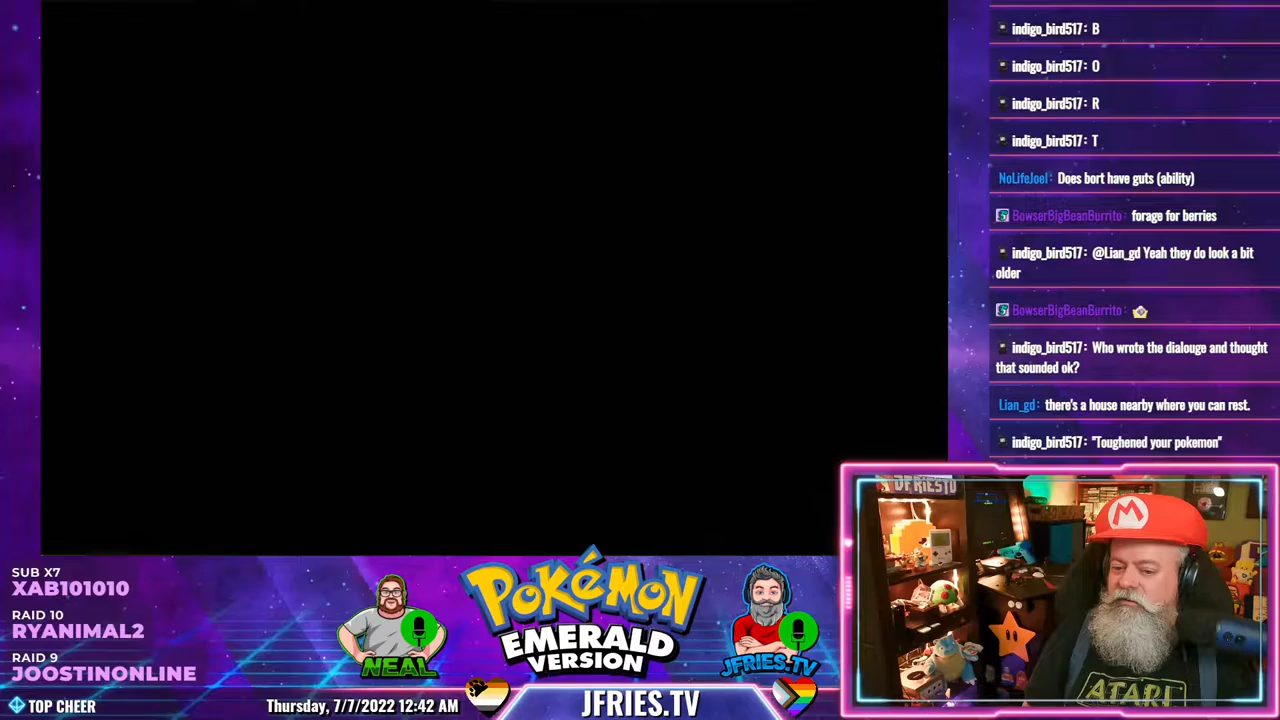 indigo_bird517: B
indigo_bird517: O
indigo_bird517: R
indigo_bird517: T
NoLifeJoel: Does bort have guts (ability)
BowserBigBeanBurrito: forage for berries
indigo_bird517: @Lian_gd Yeah they do look a bit
older
BowserBigBeanBurrito:
indigo_bird517: Who wrote the dialouge and thought
that sounded ok?
Lian_gd: there's a house nearby where you can rest.
indigo_bird517: "Toughened your pokemon"
JFRIESTV
M
ATARI
SUB X7
XAB101010
RAID 10
RYANIMAL2
RAID 9
JOOSTINONLINE
TOP CHEER
Thursday, 7/7/2022 12:42 AM
NEAL
POKéMON
EMERALD
VERSION
JFRIES.TV
JFRIES.TV